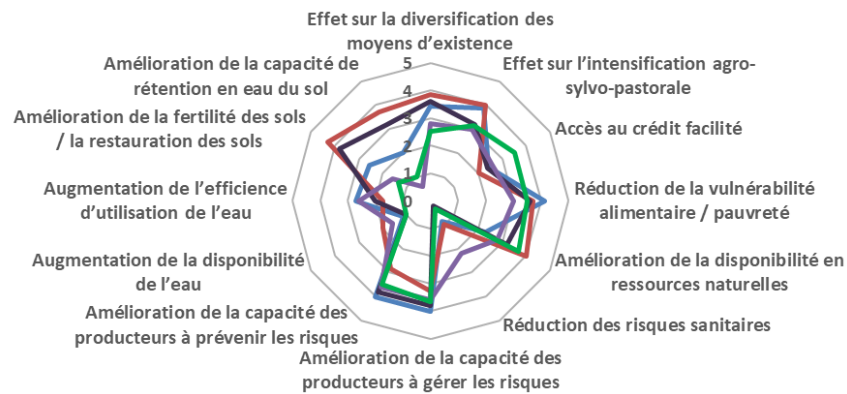 Effet sur la diversification des
moyens d’existence
Effet sur l’intensification agro-
sylvo-pastorale
Accès au crédit facilité
Réduction de la vulnérabilité
alimentaire / pauvreté
Amélioration de la disponibilité en
ressources naturelles
Réduction des risques sanitaires
Amélioration de la capacité des
producteurs à gérer les risques
Amélioration de la capacité des
producteurs à prévenir les risques
Augmentation de la disponibilité
de l’eau
Augmentation de l’efficience
d’utilisation de l’eau
Amélioration de la fertilité des sols
/ la restauration des sols
Amélioration de la capacité de
rétention en eau du sol
5
4
3
2
1
0